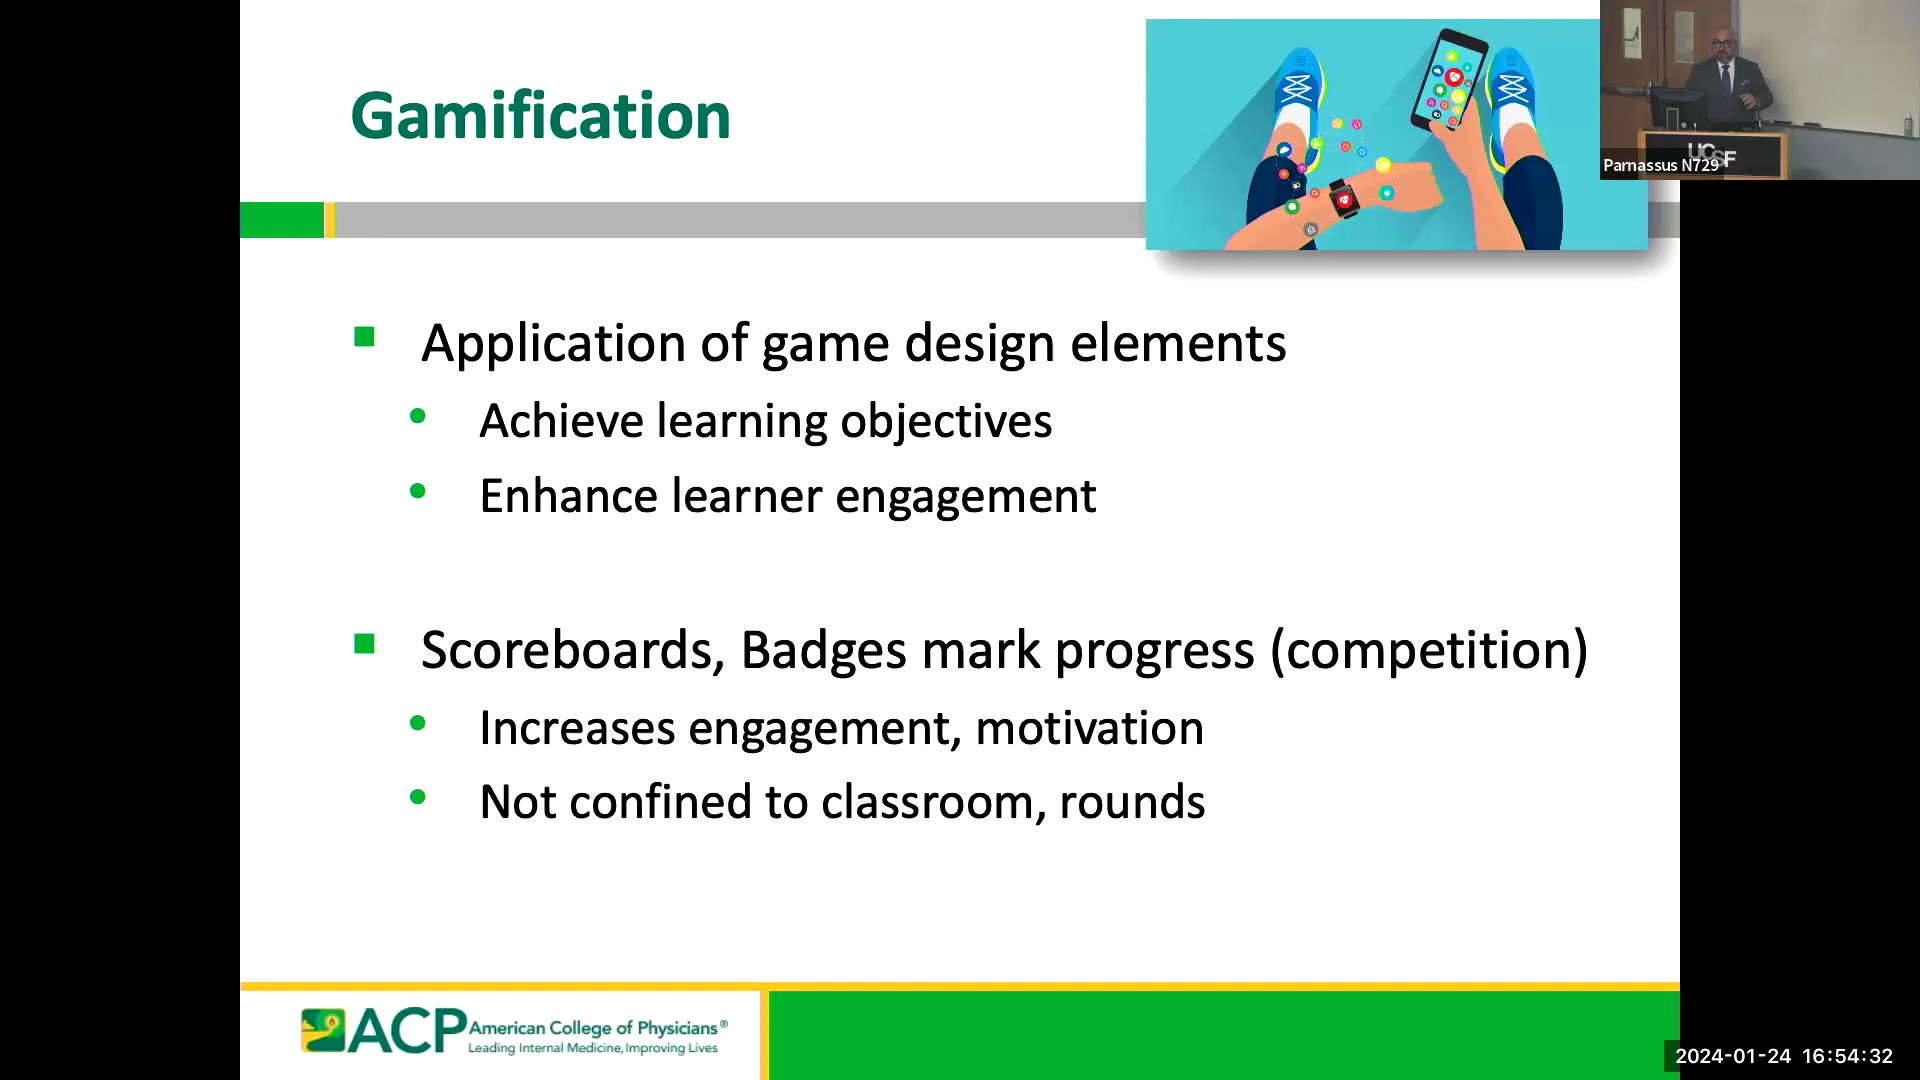 Gamification
Parnassus N729
UCSF
Application of game design elements
Achieve learning objectives
Enhance learner engagement
Scoreboards, Badges mark progress (competition)
Increases engagement, motivation
Not confined to classroom, rounds
ACP American College of Physicians®
Leading Internal Medicine, Improving Lives
2024-01-24 16:54:32